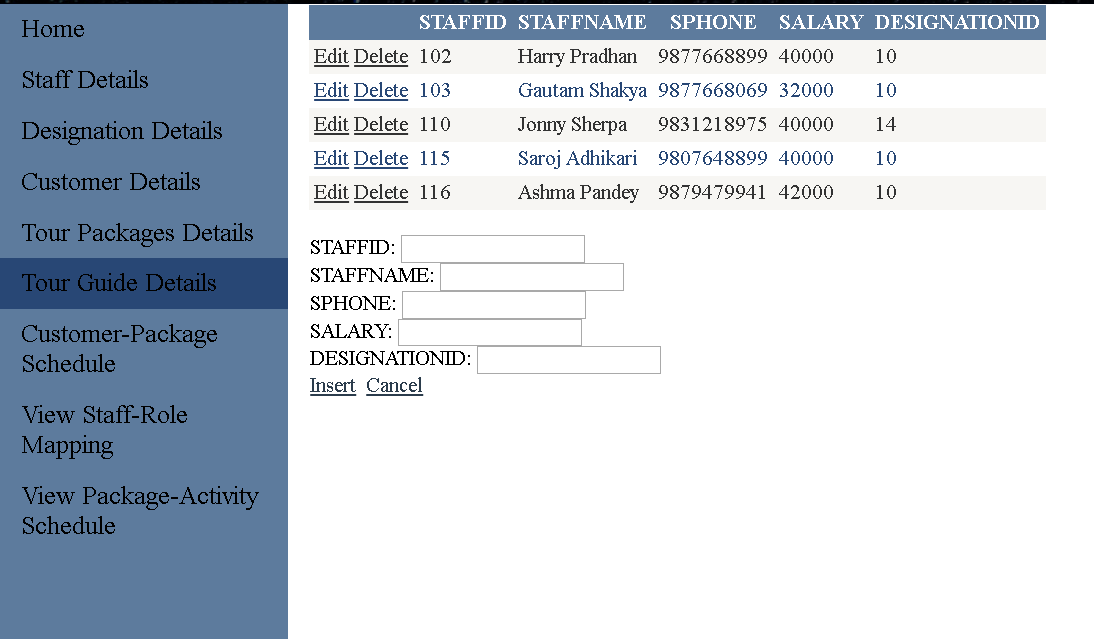 Home
Staff Details
Designation Details
Customer Details
Tour Packages Details
Tour Guide Details
Customer-Package
Schedule
View Staff-Role
Mapping
View Package-Activity
Schedule
STAFFID STAFFNAME SPHONE SALARY DESIGNATIONID
Edit Delete 102 Harry Pradhan 9877668899 40000 10
Edit Delete 103 Gautam Shakya 9877668069 32000 10
Edit Delete 110 Jonny Sherpa 9831218975 40000 14
Edit Delete 115 Saroj Adhikari 9807648899 40000 10
Edit Delete 116 Ashma Pandey 9879479941 42000 10
STAFFID:
STAFFNAME:
SPHONE:
SALARY:
DESIGNATIONID:
Insert Cancel